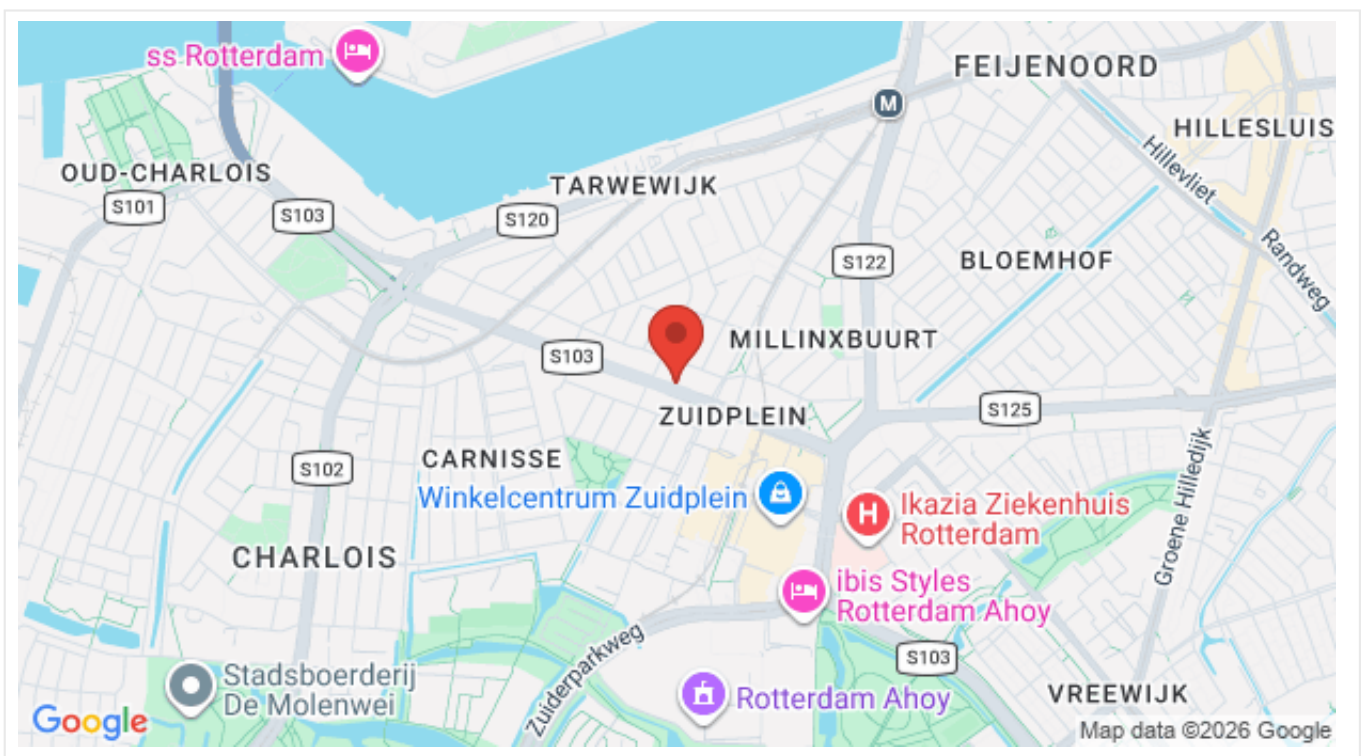 ss Rotterdam
FEIJENOORD
M
HILLESLUIS
Hillevliet
OUD-CHARLOIS
TARWEWIJK
S101
S103
S120
Randweg
S122
BLOEMHOF
MILLINXBUURT
S103
ZUIDPLEIN
S125
CARNISSE
S102
Winkelcentrum Zuidplein
H
Ikazia Ziekenhuis
Rotterdam
Groene Hilledijk
CHARLOIS
ibis Styles
Rotterdam Ahoy
Zuiderparkweg
S103
Stadsboerderij
De Molenwei
Rotterdam Ahoy
VREEWIJK
Google
Map data ©2026 Google